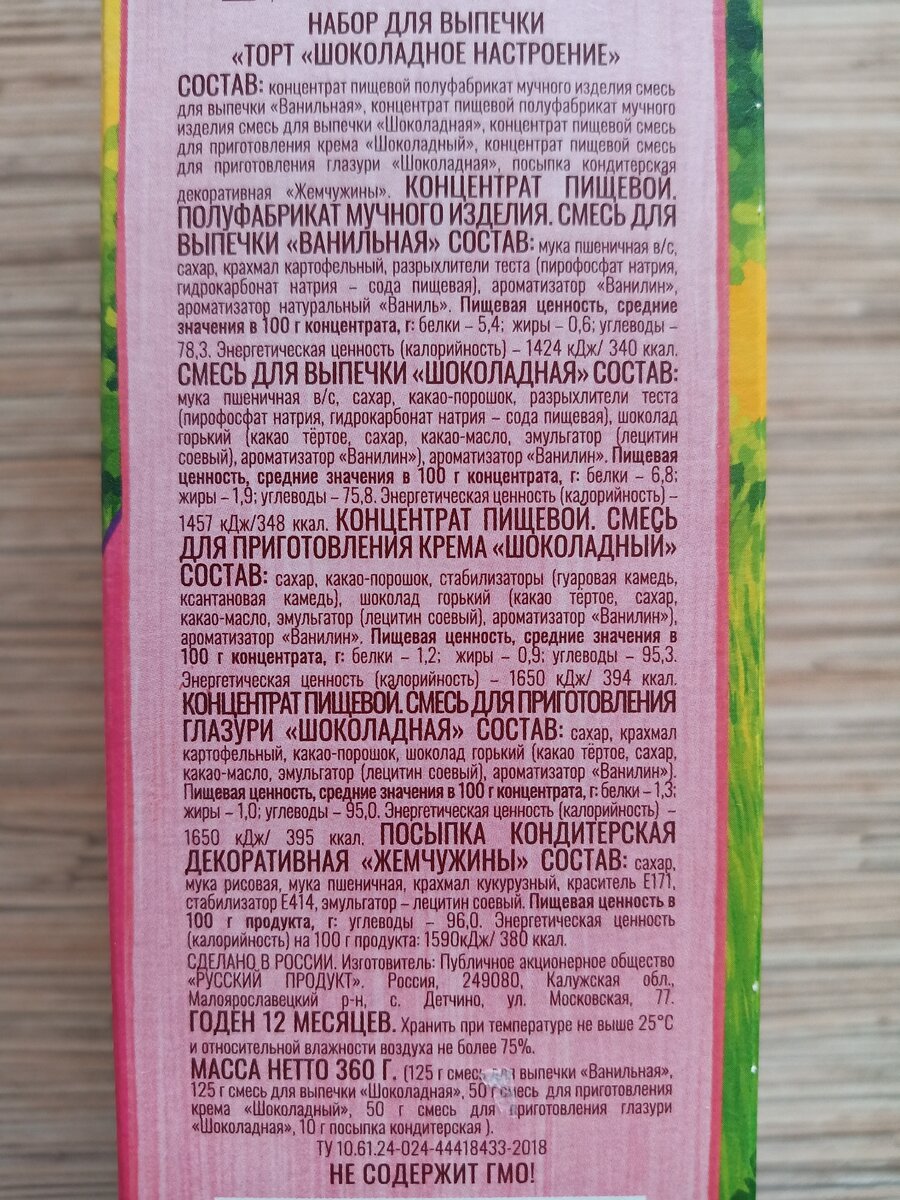 НАБОР ДЛЯ ВЫПЕЧКИ
«ТОРТ «ШОКОЛАДНОЕ НАСТРОЕНИЕ»
СОСТАВ: концентрат пищевой полуфабрикат мучного изделия смесь
для выпечки «Ванильная», концентрат пищевой полуфабрикат мучного
изделия смесь для выпечки «Шоколадная», концентрат пищевой смесь
для приготовления крема «Шоколадный», концентрат пищевой смесь
для приготовления глазури «Шоколадная», посыпка кондитерская
декоративная «Жемчужины». КОНЦЕНТРАТ ПИЩЕВОЙ.
ПОЛУФАБРИКАТ МУЧНОГО ИЗДЕЛИЯ. СМЕСЬ ДЛЯ
ВЫПЕЧКИ «ВАНИЛЬНАЯ» СОСТАВ: мука пшеничная в/с,
сахар, крахмал картофельный, разрыхлители теста (пирофосфат натрия,
гидрокарбонат натрия – сода пищевая), ароматизатор «Ванилин»,
ароматизатор натуральный «Ваниль». Пищевая ценность, средние
значения в 100 г концентрата, г: белки – 5,4; жиры – 0,6; углеводы –
78,3. Энергетическая ценность (калорийность) – 1424 кДж/ 340 ккал.
СМЕСЬ ДЛЯ ВЫПЕЧКИ «ШОКОЛАДНАЯ» СОСТАВ:
мука пшеничная в/с, сахар, какао-порошок, разрыхлители теста
(пирофосфат натрия, гидрокарбонат натрия – сода пищевая), шоколад
горький (какао тёртое, сахар, какао-масло, эмульгатор (лецитин
соевый), ароматизатор «Ванилин»), ароматизатор «Ванилин». Пищевая
ценность, средние значения в 100 г концентрата, г: белки – 6,8;
жиры – 1,9; углеводы – 75,8. Энергетическая ценность (калорийность) –
1457 кДж/348 ккал. КОНЦЕНТРАТ ПИЩЕВОЙ. СМЕСЬ
ДЛЯ ПРИГОТОВЛЕНИЯ КРЕМА «ШОКОЛАДНЫЙ»
СОСТАВ: сахар, какао-порошок, стабилизаторы (гуаровая камедь,
ксантановая камедь), шоколад горький (какао тёртое, сахар,
какао-масло, эмульгатор (лецитин соевый), ароматизатор «Ванилин»),
ароматизатор «Ванилин». Пищевая ценность, средние значения в
100 г концентрата, г: белки – 1,2; жиры – 0,9; углеводы – 95,3.
Энергетическая ценность (калорийность) – 1650 кДж/ 394 ккал.
КОНЦЕНТРАТ ПИЩЕВОЙ. СМЕСЬ ДЛЯ ПРИГОТОВЛЕНИЯ
ГЛАЗУРИ «ШОКОЛАДНАЯ» СОСТАВ: сахар, крахмал
картофельный, какао-порошок, шоколад горький (какао тёртое, сахар,
какао-масло, эмульгатор (лецитин соевый), ароматизатор «Ванилин»).
Пищевая ценность, средние значения в 100 г концентрата, г: белки – 1,3;
жиры – 1,0; углеводы – 95,0. Энергетическая ценность (калорийность) –
1650 кДж/ 395 ккал. ПОСЫПКА КОНДИТЕРСКАЯ
ДЕКОРАТИВНАЯ «ЖЕМЧУЖИНЫ» СОСТАВ: сахар,
мука рисовая, мука пшеничная, крахмал кукурузный, краситель Е171,
стабилизатор Е414, эмульгатор – лецитин соевый. Пищевая ценность в
100 г продукта, г: углеводы – 96,0. Энергетическая ценность
(калорийность) на 100 г продукта: 1590кДж/ 380 ккал.
СДЕЛАНО В РОССИИ. Изготовитель: Публичное акционерное общество
«РУССКИЙ ПРОДУКТ». Россия, 249080, Калужская обл.,
Малоярославецкий р-н, с. Детчино, ул. Московская, 77.
ГОДЕН 12 МЕСЯЦЕВ. Хранить при температуре не выше 25°С
и относительной влажности воздуха не более 75%.
МАССА НЕТТО 360 Г. (125 г смесь для выпечки «Ванильная»,
125 г смесь для выпечки «Шоколадная», 50 г смесь для приготовления
крема «Шоколадный», 50 г смесь для приготовления глазури
«Шоколадная», 10 г посыпка кондитерская ).
ТУ 10.61.24-024-44418433-2018
НЕ СОДЕРЖИТ ГМО!